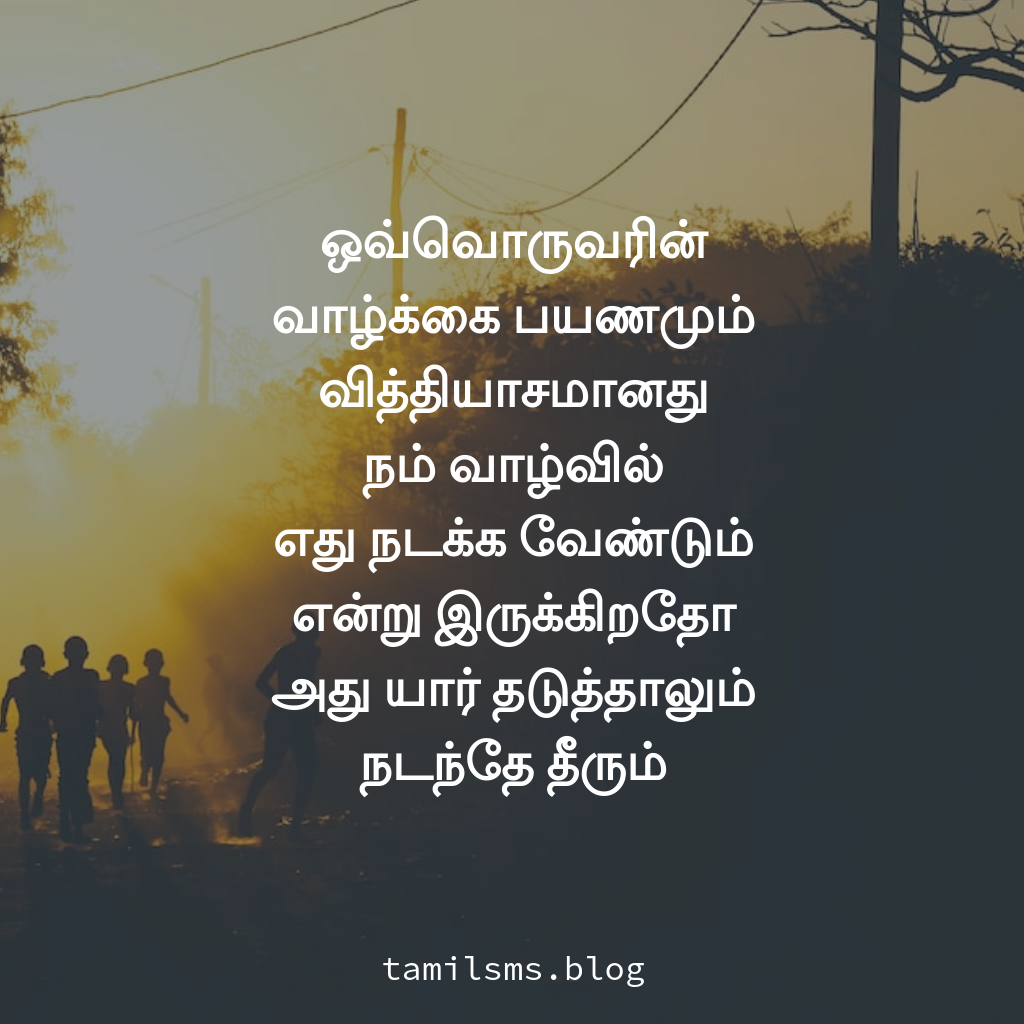 ஒவ்வொருவரின்
வாழ்க்கை பயணமும்
வித்தியாசமானது
நம் வாழ்வில்
எது நடக்க வேண்டும்
என்று இருக்கிறதோ
அது யார் தடுத்தாலும்
நடந்தே தீரும்
tamilsms.blog